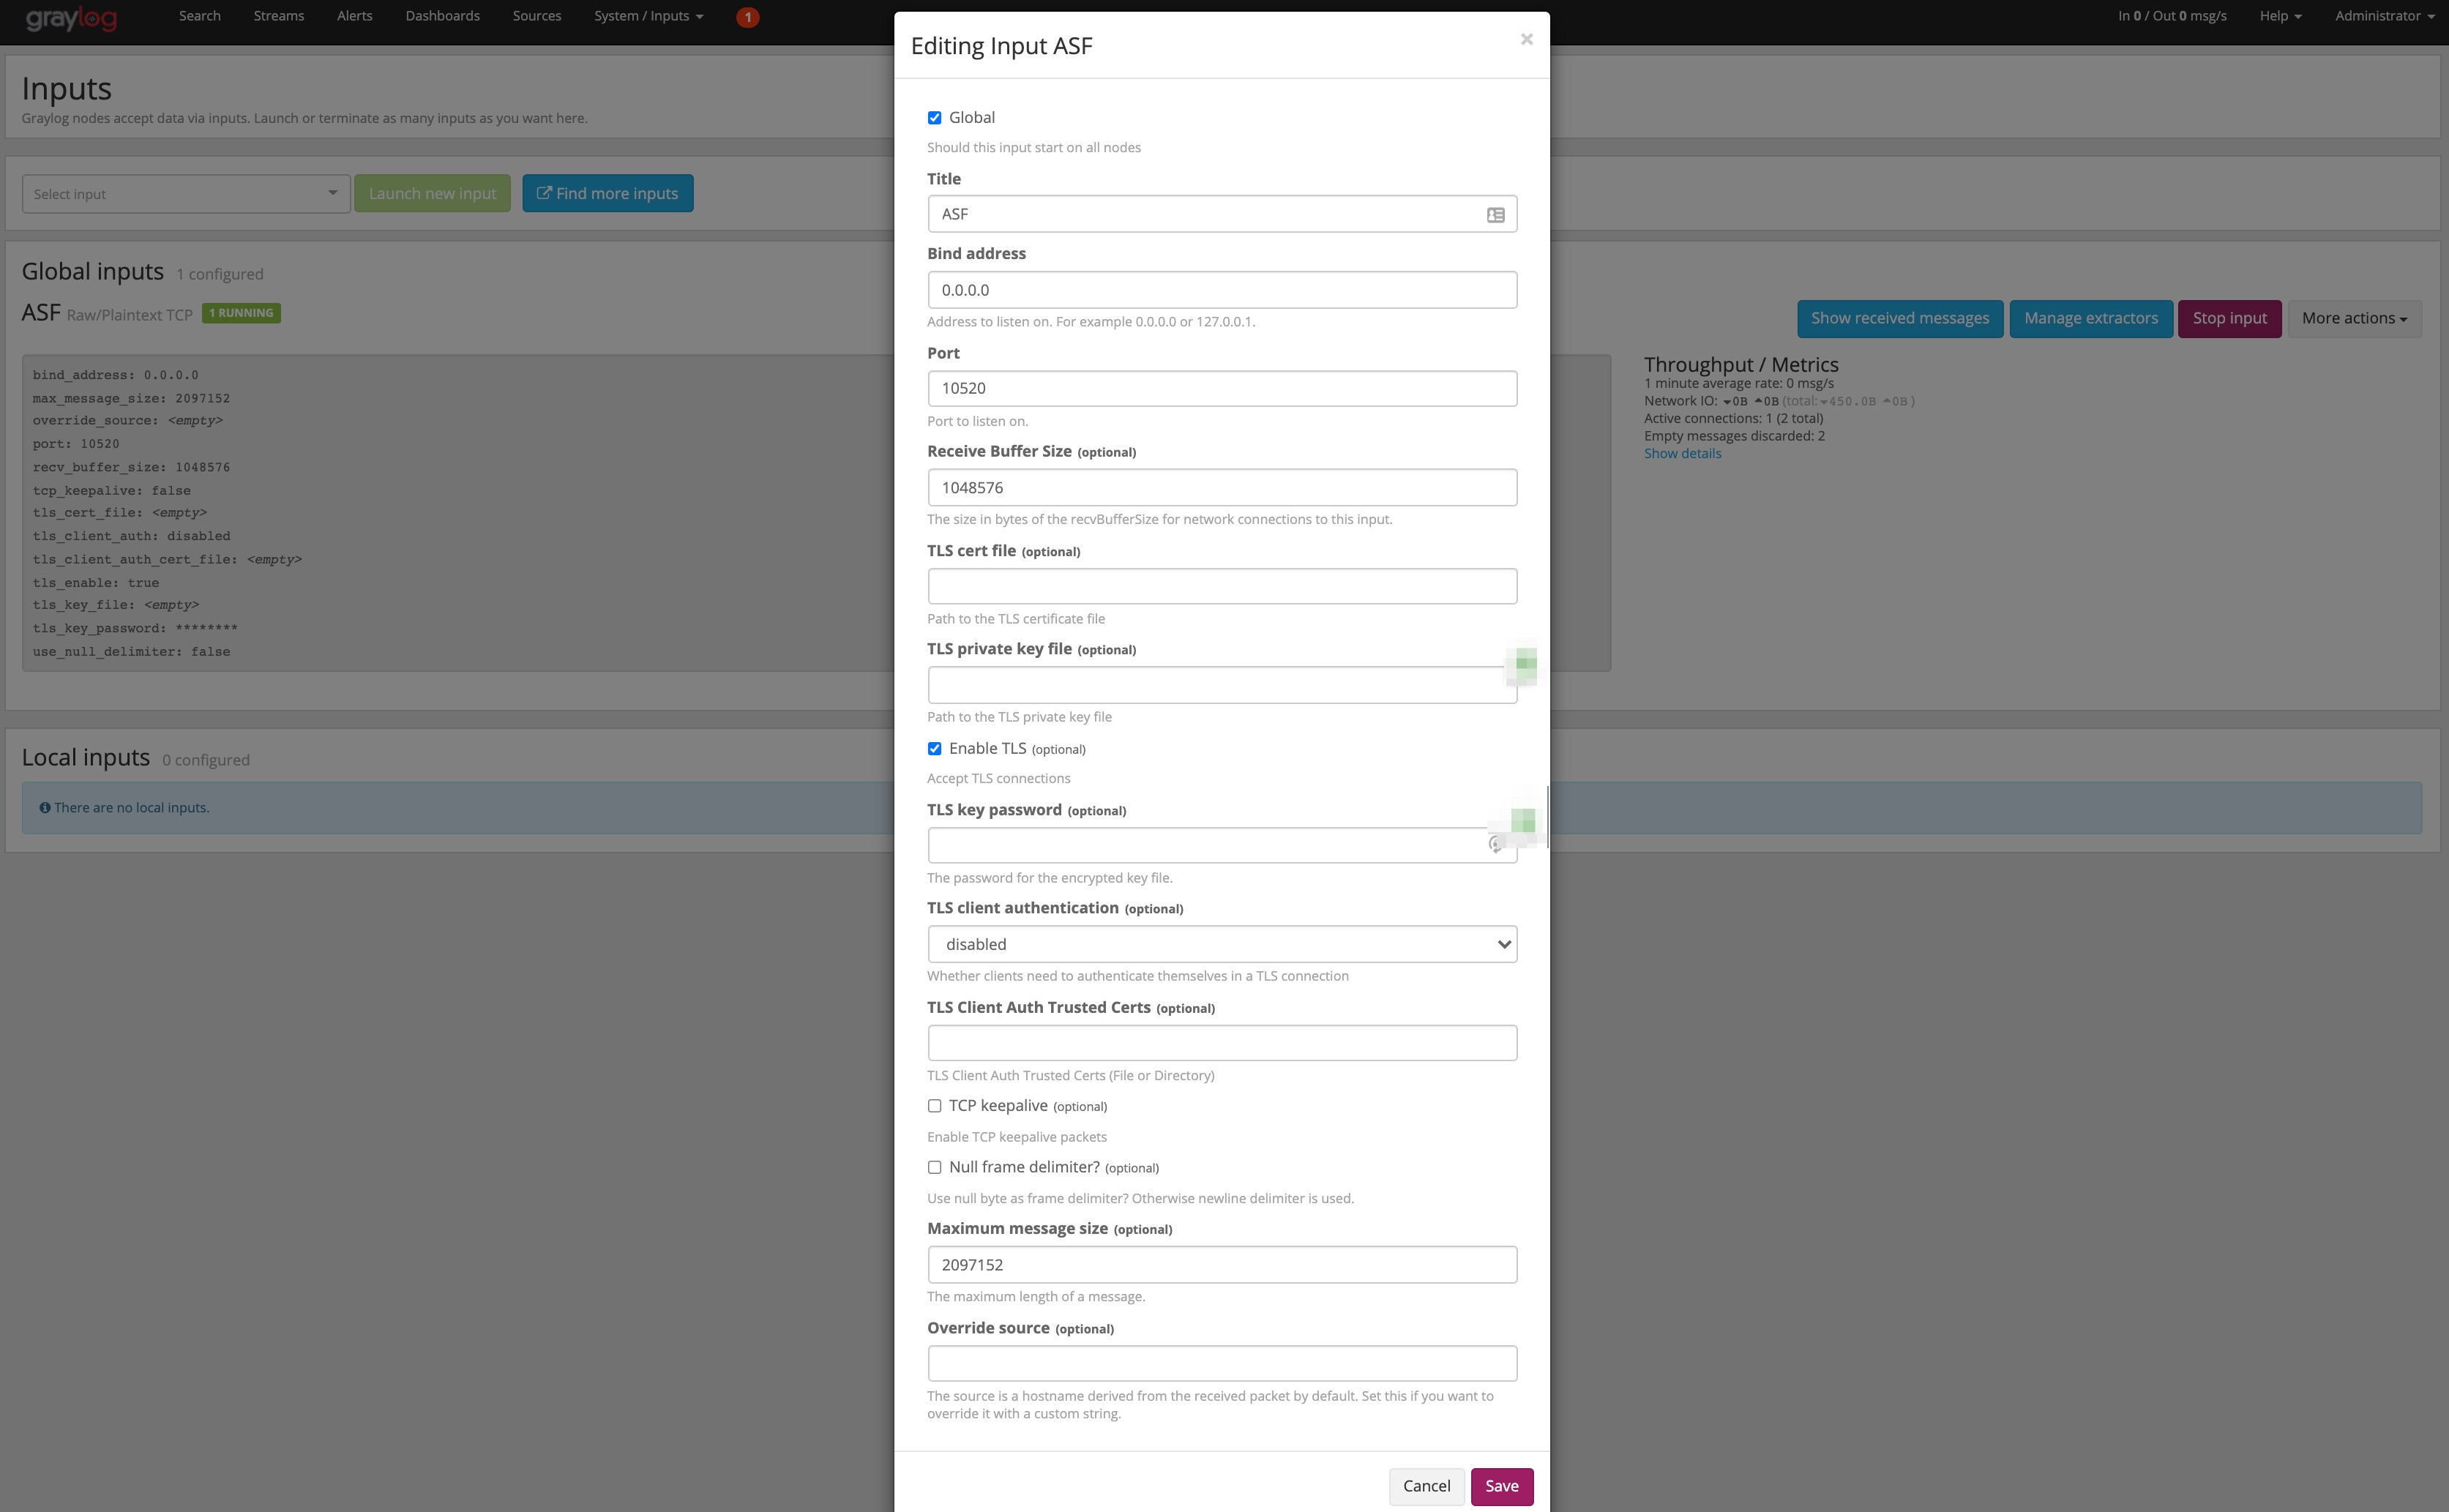 graylog
Search
Streams
Alerts
Dashboards
Sources
System / Inputs
1
In 0 / Out 0 msg/s
Help
Administrator
Inputs
Graylog nodes accept data via inputs. Launch or terminate as many inputs as you want here.
Select input
Launch new input
Find more inputs
Global inputs 1 configured
ASF Raw/Plaintext TCP 1 RUNNING
Show received messages
Manage extractors
Stop input
More actions
bind_address: 0.0.0.0
max_message_size: 2097152
override_source: <empty>
port: 10520
recv_buffer_size: 1048576
tcp_keepalive: false
tls_cert_file: <empty>
tls_client_auth: disabled
tls_client_auth_cert_file: <empty>
tls_enable: true
tls_key_file: <empty>
tls_key_password: ********
use_null_delimiter: false
Throughput / Metrics
1 minute average rate: 0 msg/s
Network IO: 0B 0B (total: 450.0B 0B )
Active connections: 1 (2 total)
Empty messages discarded: 2
Show details
Local inputs 0 configured
There are no local inputs.
Editing Input ASF
×
Global
Should this input start on all nodes
Title
ASF
Bind address
0.0.0.0
Address to listen on. For example 0.0.0.0 or 127.0.0.1.
Port
10520
Port to listen on.
Receive Buffer Size (optional)
1048576
The size in bytes of the recvBufferSize for network connections to this input.
TLS cert file (optional)
Path to the TLS certificate file
TLS private key file (optional)
Path to the TLS private key file
Enable TLS (optional)
Accept TLS connections
TLS key password (optional)
The password for the encrypted key file.
TLS client authentication (optional)
disabled
Whether clients need to authenticate themselves in a TLS connection
TLS Client Auth Trusted Certs (optional)
TLS Client Auth Trusted Certs (File or Directory)
TCP keepalive (optional)
Enable TCP keepalive packets
Null frame delimiter? (optional)
Use null byte as frame delimiter? Otherwise newline delimiter is used.
Maximum message size (optional)
2097152
The maximum length of a message.
Override source (optional)
The source is a hostname derived from the received packet by default. Set this if you want to
override it with a custom string.
Cancel
Save